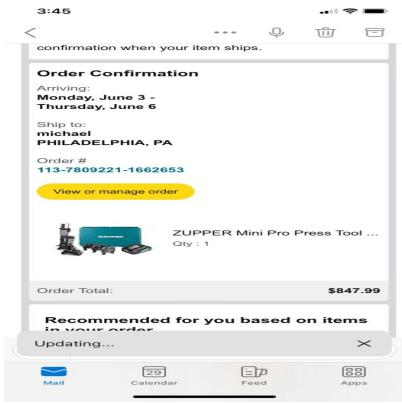 3:45
confirmation when your item ships.
Order Confirmation
Arriving:
Monday, June 3 -
Thursday, June 6
Ship to:
michael
PHILADELPHIA, PA
Order #
113-7809221-1662653
View or manage order
ZUPPER Mini Pro Press Tool ...
Qty : 1
Order Total: $847.99
Recommended for you based on items
in your order
Updating...
29
Mail Calendar Feed Apps